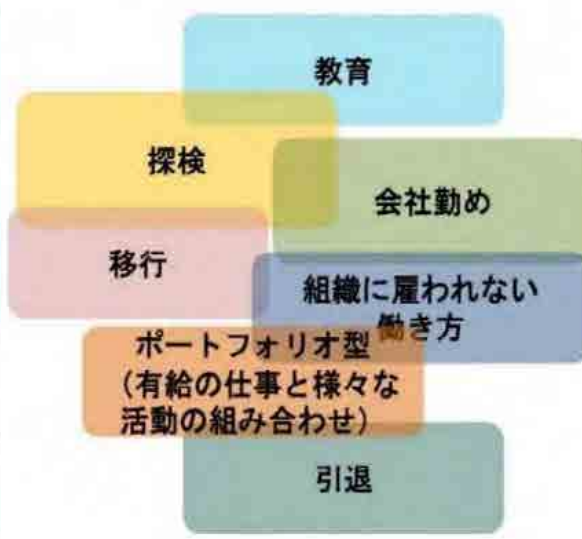 教育
探検
会社勤め
移行
組織に雇われない
働き方
ポートフォリオ型
（有給の仕事と様々な
活動の組み合わせ）
引退